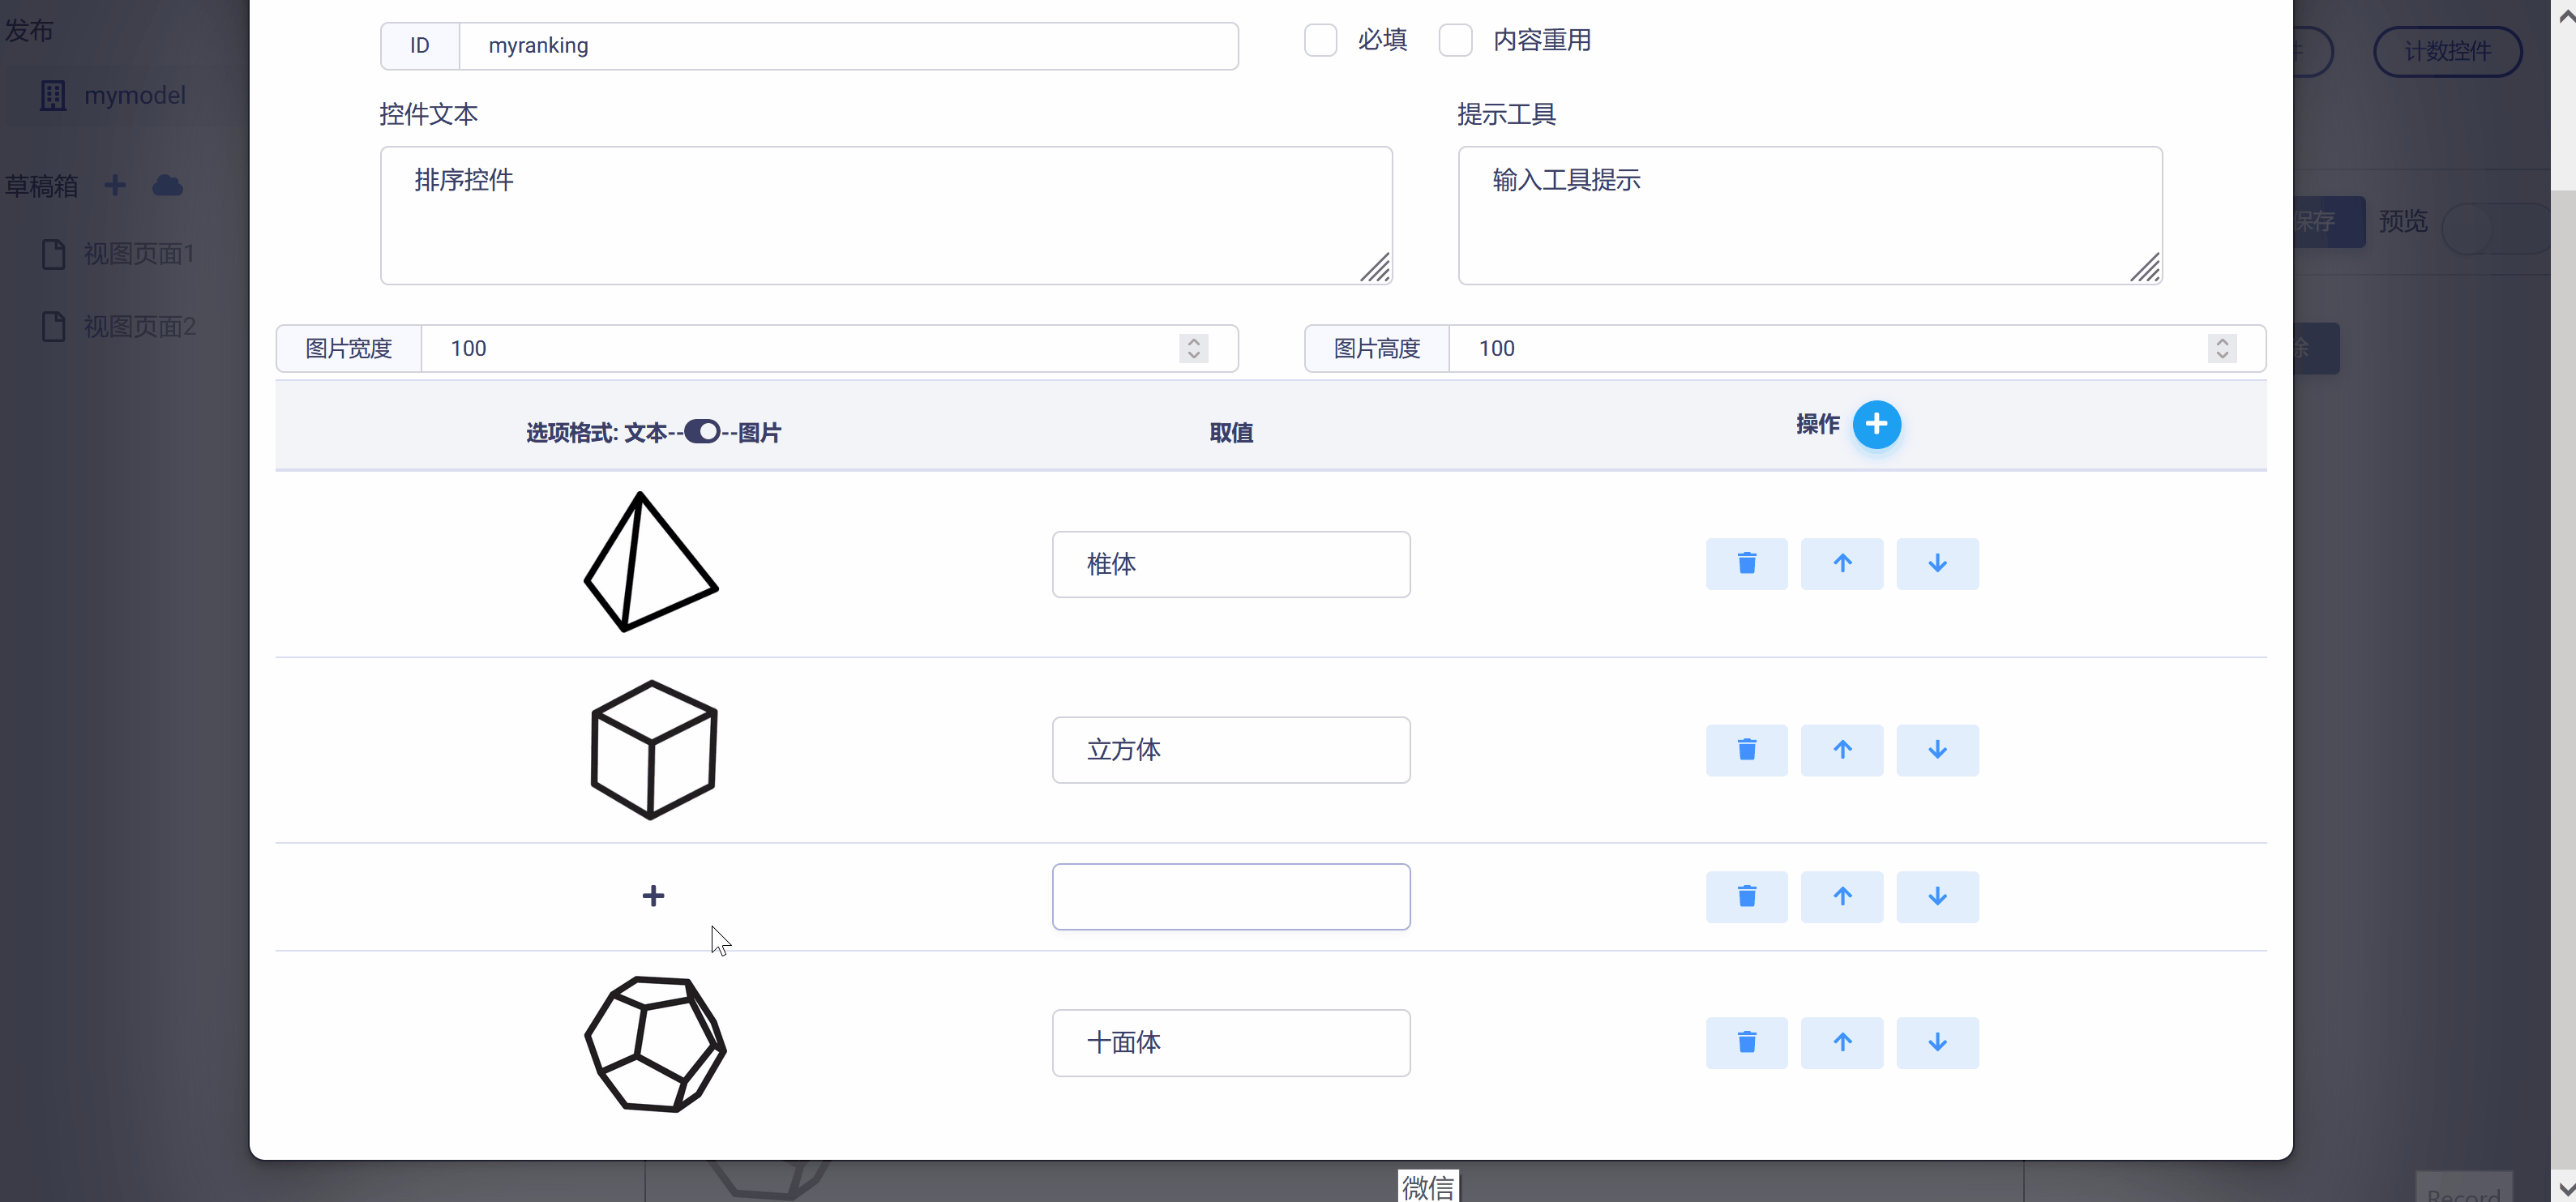 发布
mymodel
草稿箱
视图页面1
视图页面2
ID myranking
必填 内容重用
计数控件
控件文本
提示工具
排序控件
输入工具提示
保存 预览
图片宽度 100
图片高度 100
选项格式: 文本----图片
取值
操作
椎体
立方体
十面体
微信
Record